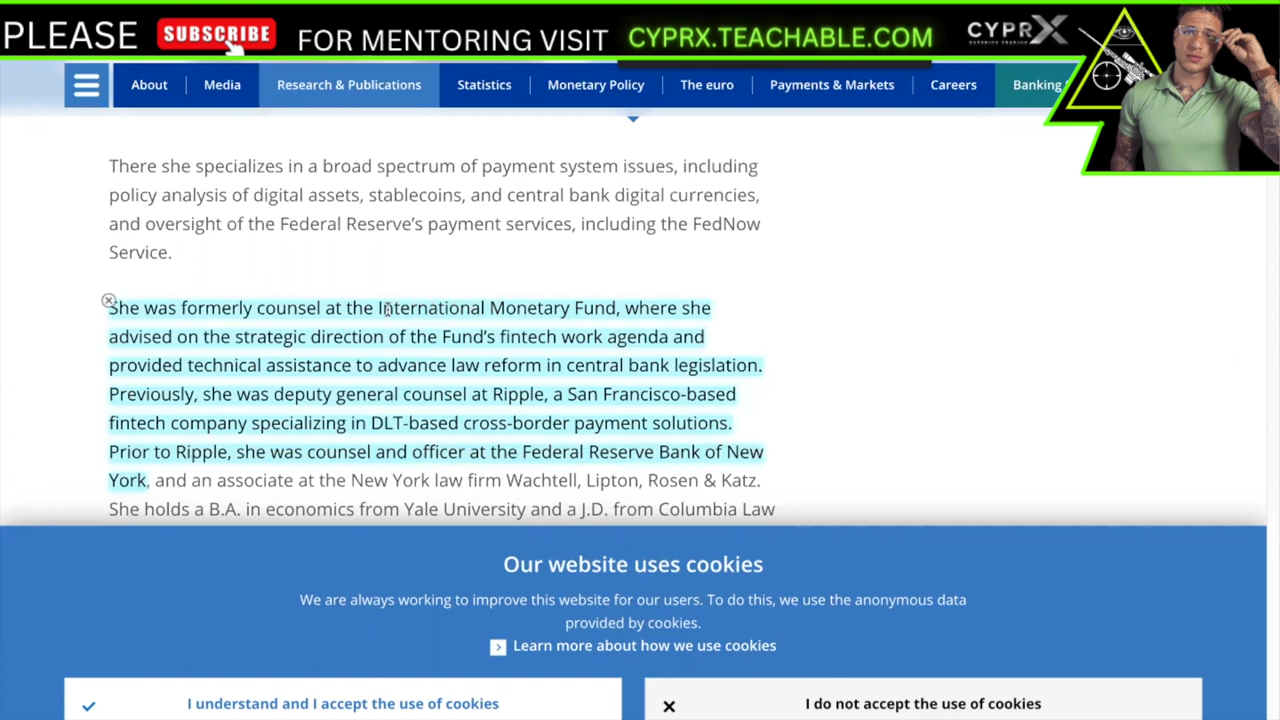 PLEASE SUBSCRIBE FOR MENTORING VISIT CYPRX.TEACHABLE.COM CYPRX
About Media Research & Publications Statistics Monetary Policy The euro Payments & Markets Careers Banking
There she specializes in a broad spectrum of payment system issues, including
policy analysis of digital assets, stablecoins, and central bank digital currencies,
and oversight of the Federal Reserve’s payment services, including the FedNow
Service.
She was formerly counsel at the International Monetary Fund, where she
advised on the strategic direction of the Fund’s fintech work agenda and
provided technical assistance to advance law reform in central bank legislation.
Previously, she was deputy general counsel at Ripple, a San Francisco-based
fintech company specializing in DLT-based cross-border payment solutions.
Prior to Ripple, she was counsel and officer at the Federal Reserve Bank of New
York, and an associate at the New York law firm Wachtell, Lipton, Rosen & Katz.
She holds a B.A. in economics from Yale University and a J.D. from Columbia Law
Our website uses cookies
We are always working to improve this website for our users. To do this, we use the anonymous data
provided by cookies.
Learn more about how we use cookies
I understand and I accept the use of cookies
I do not accept the use of cookies